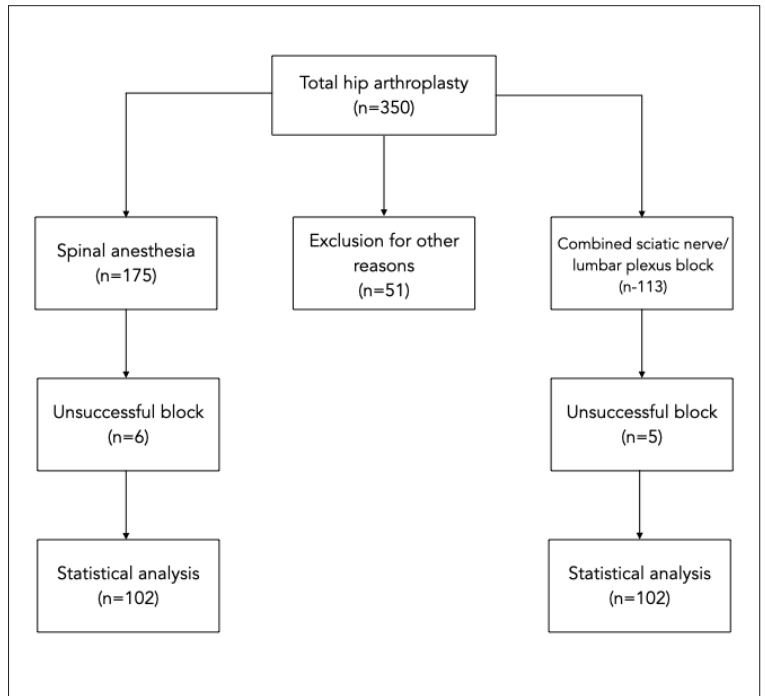 Total hip arthroplasty
(n=350)
Spinal anesthesia
(n=175)
Exclusion for other
reasons
(n=51)
Combined sciatic nerve/
lumbar plexus block
(n-113)
Unsuccessful block
(n=6)
Unsuccessful block
(n=5)
Statistical analysis
(n=102)
Statistical analysis
(n=102)